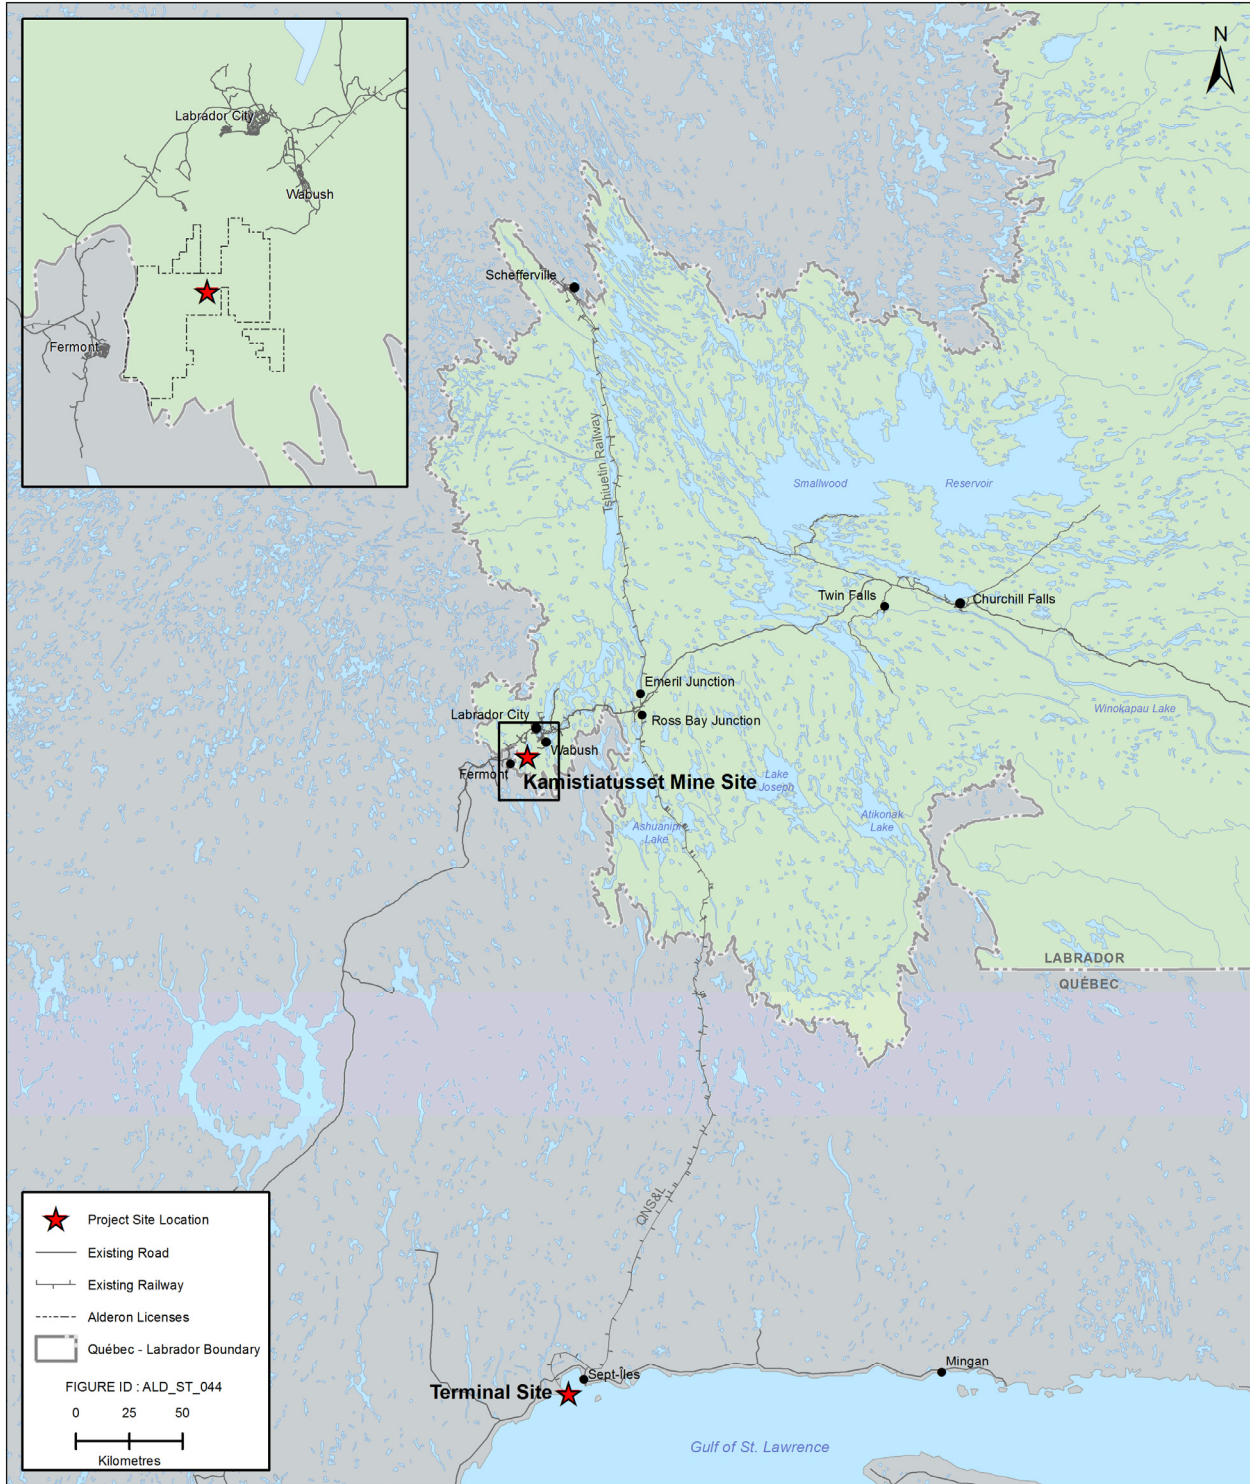 N
Labrador City
Wabush
Fermont
Schefferville
Tshiuetin Railway
Smallwood
Reservoir
Twin Falls
Churchill Falls
Emeril Junction
Labrador City
Ross Bay Junction
Winokapau Lake
Wabush
Fermont
Kamistiatusset Mine Site
Lake
Joseph
Atikonak
Lake
Ashuanipi
Lake
LABRADOR
QUÉBEC
QNS&L
Project Site Location
Existing Road
Existing Railway
Alderon Licenses
Québec - Labrador Boundary
FIGURE ID : ALD_ST_044
0 25 50
Kilometres
Mingan
Sept-Îles
Terminal Site
Gulf of St. Lawrence